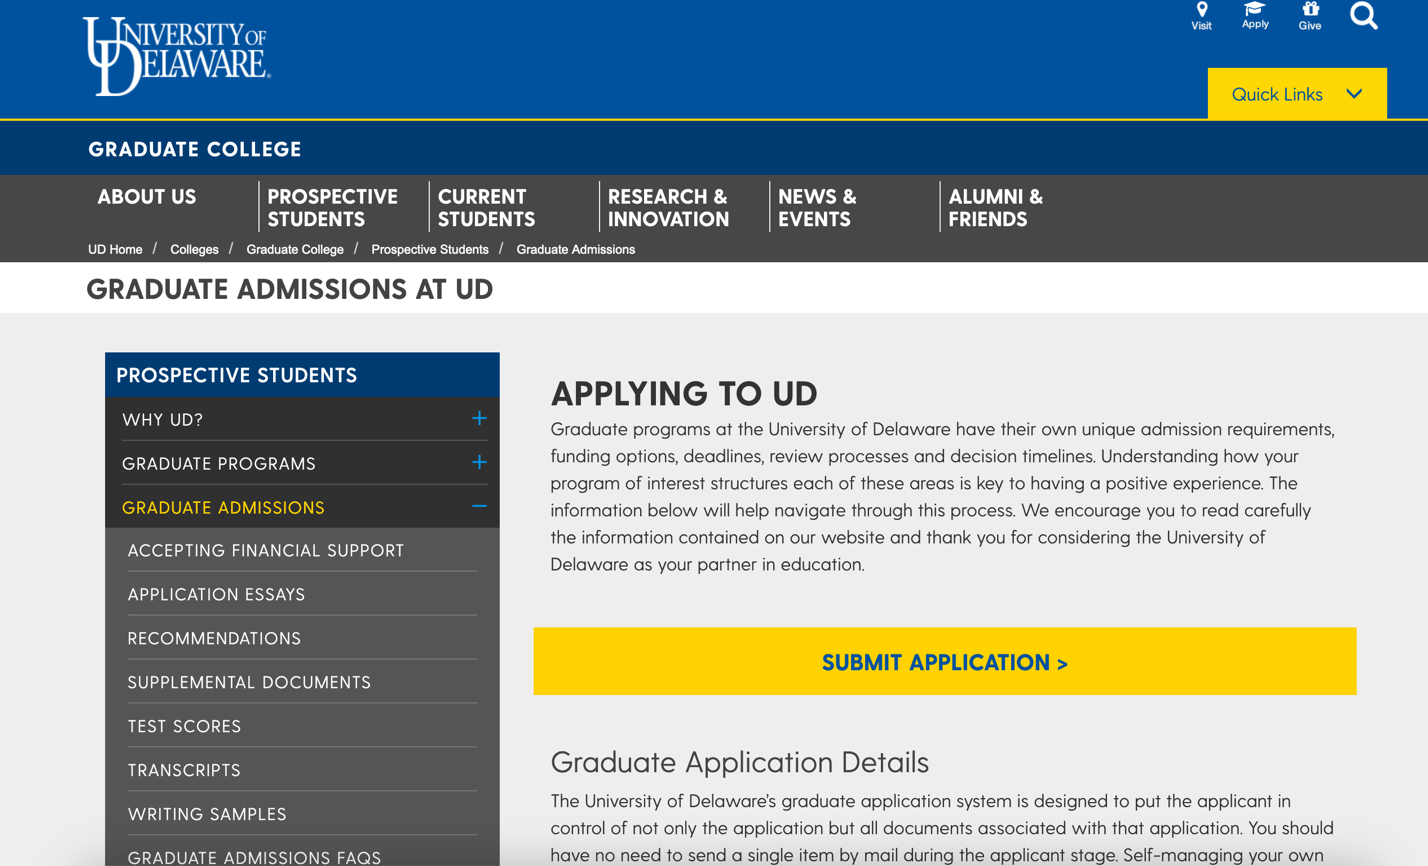 UNIVERSITY OF
DELAWARE
Visit
Apply
Give
Quick Links
GRADUATE COLLEGE
ABOUT US
PROSPECTIVE
STUDENTS
CURRENT
STUDENTS
RESEARCH &
INNOVATION
NEWS &
EVENTS
ALUMNI &
FRIENDS
UD Home / Colleges / Graduate College / Prospective Students / Graduate Admissions
GRADUATE ADMISSIONS AT UD
PROSPECTIVE STUDENTS
WHY UD? +
GRADUATE PROGRAMS +
GRADUATE ADMISSIONS −
ACCEPTING FINANCIAL SUPPORT
APPLICATION ESSAYS
RECOMMENDATIONS
SUPPLEMENTAL DOCUMENTS
TEST SCORES
TRANSCRIPTS
WRITING SAMPLES
GRADUATE ADMISSIONS FAQS
APPLYING TO UD
Graduate programs at the University of Delaware have their own unique admission requirements,
funding options, deadlines, review processes and decision timelines. Understanding how your
program of interest structures each of these areas is key to having a positive experience. The
information below will help navigate through this process. We encourage you to read carefully
the information contained on our website and thank you for considering the University of
Delaware as your partner in education.
SUBMIT APPLICATION >
Graduate Application Details
The University of Delaware's graduate application system is designed to put the applicant in
control of not only the application but all documents associated with that application. You should
have no need to send a single item by mail during the applicant stage. Self-managing your own